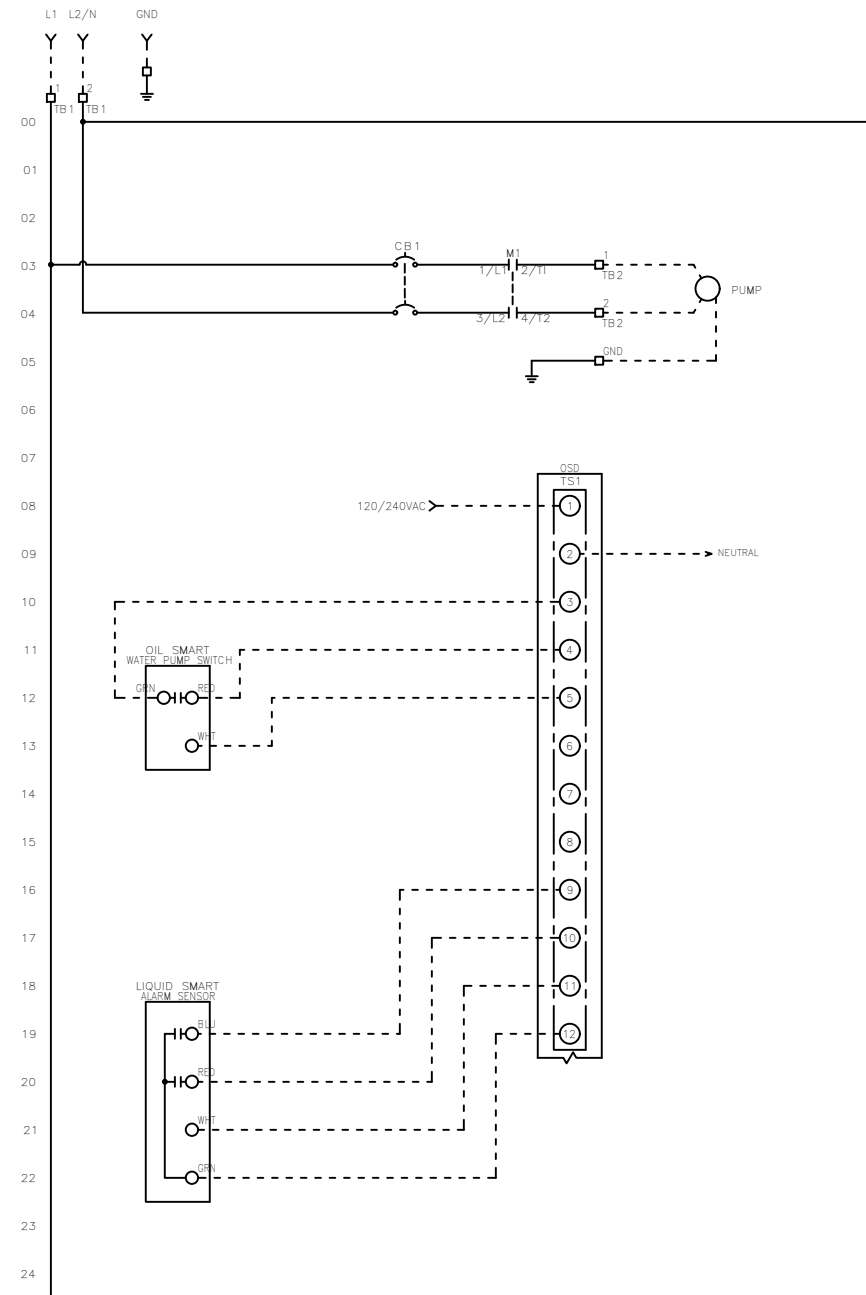 L1 L2/N GND
1 2
TB1 TB1
00
01
02
CB1
M1
03 1/L1 2/T1 1
TB2
PUMP
04 3/L2 4/T2 2
TB2
05 GND
06
07
OSD
TS1
08 120/240VAC 1
09 2 NEUTRAL
10 3
11 OIL SMART 4
WATER PUMP SWITCH
12 GRN RED 5
13 WHT 6
14 7
15 8
16 9
17 10
18 LIQUID SMART 11
ALARM SENSOR
19 BLU 12
20 RED
21 WHT
22 GRN
23
24